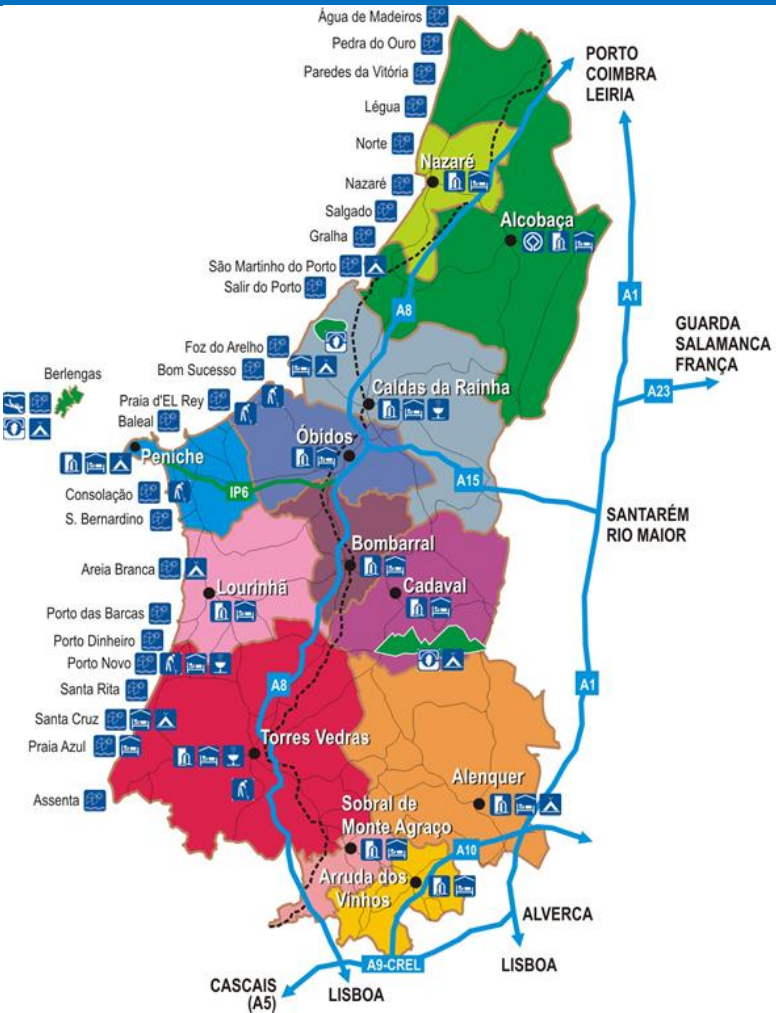 Água de Madeiros
Pedra do Ouro
Paredes da Vitória
Légua
Norte
Nazaré
Salgado
Gralha
São Martinho do Porto
Salir do Porto
Foz do Arelho
Bom Sucesso
Berlengas
Praia d'EL Rey
Baleal
Peniche
Consolação
S. Bernardino
Areia Branca
Porto das Barcas
Porto Dinheiro
Porto Novo
Santa Rita
Santa Cruz
Praia Azul
Assenta
PORTO
COIMBRA
LEIRIA
Nazaré
Alcobaça
A8
A1
GUARDA
SALAMANCA
FRANÇA
A23
Caldas da Rainha
Óbidos
IP6
A15
SANTARÉM
RIO MAIOR
Bombarral
Lourinhã
Cadaval
A8
A1
Torres Vedras
Alenquer
Sobral de
Monte Agraço
A10
Arruda dos
Vinhos
ALVERCA
A9-CREL
LISBOA
CASCAIS
(A5)
LISBOA